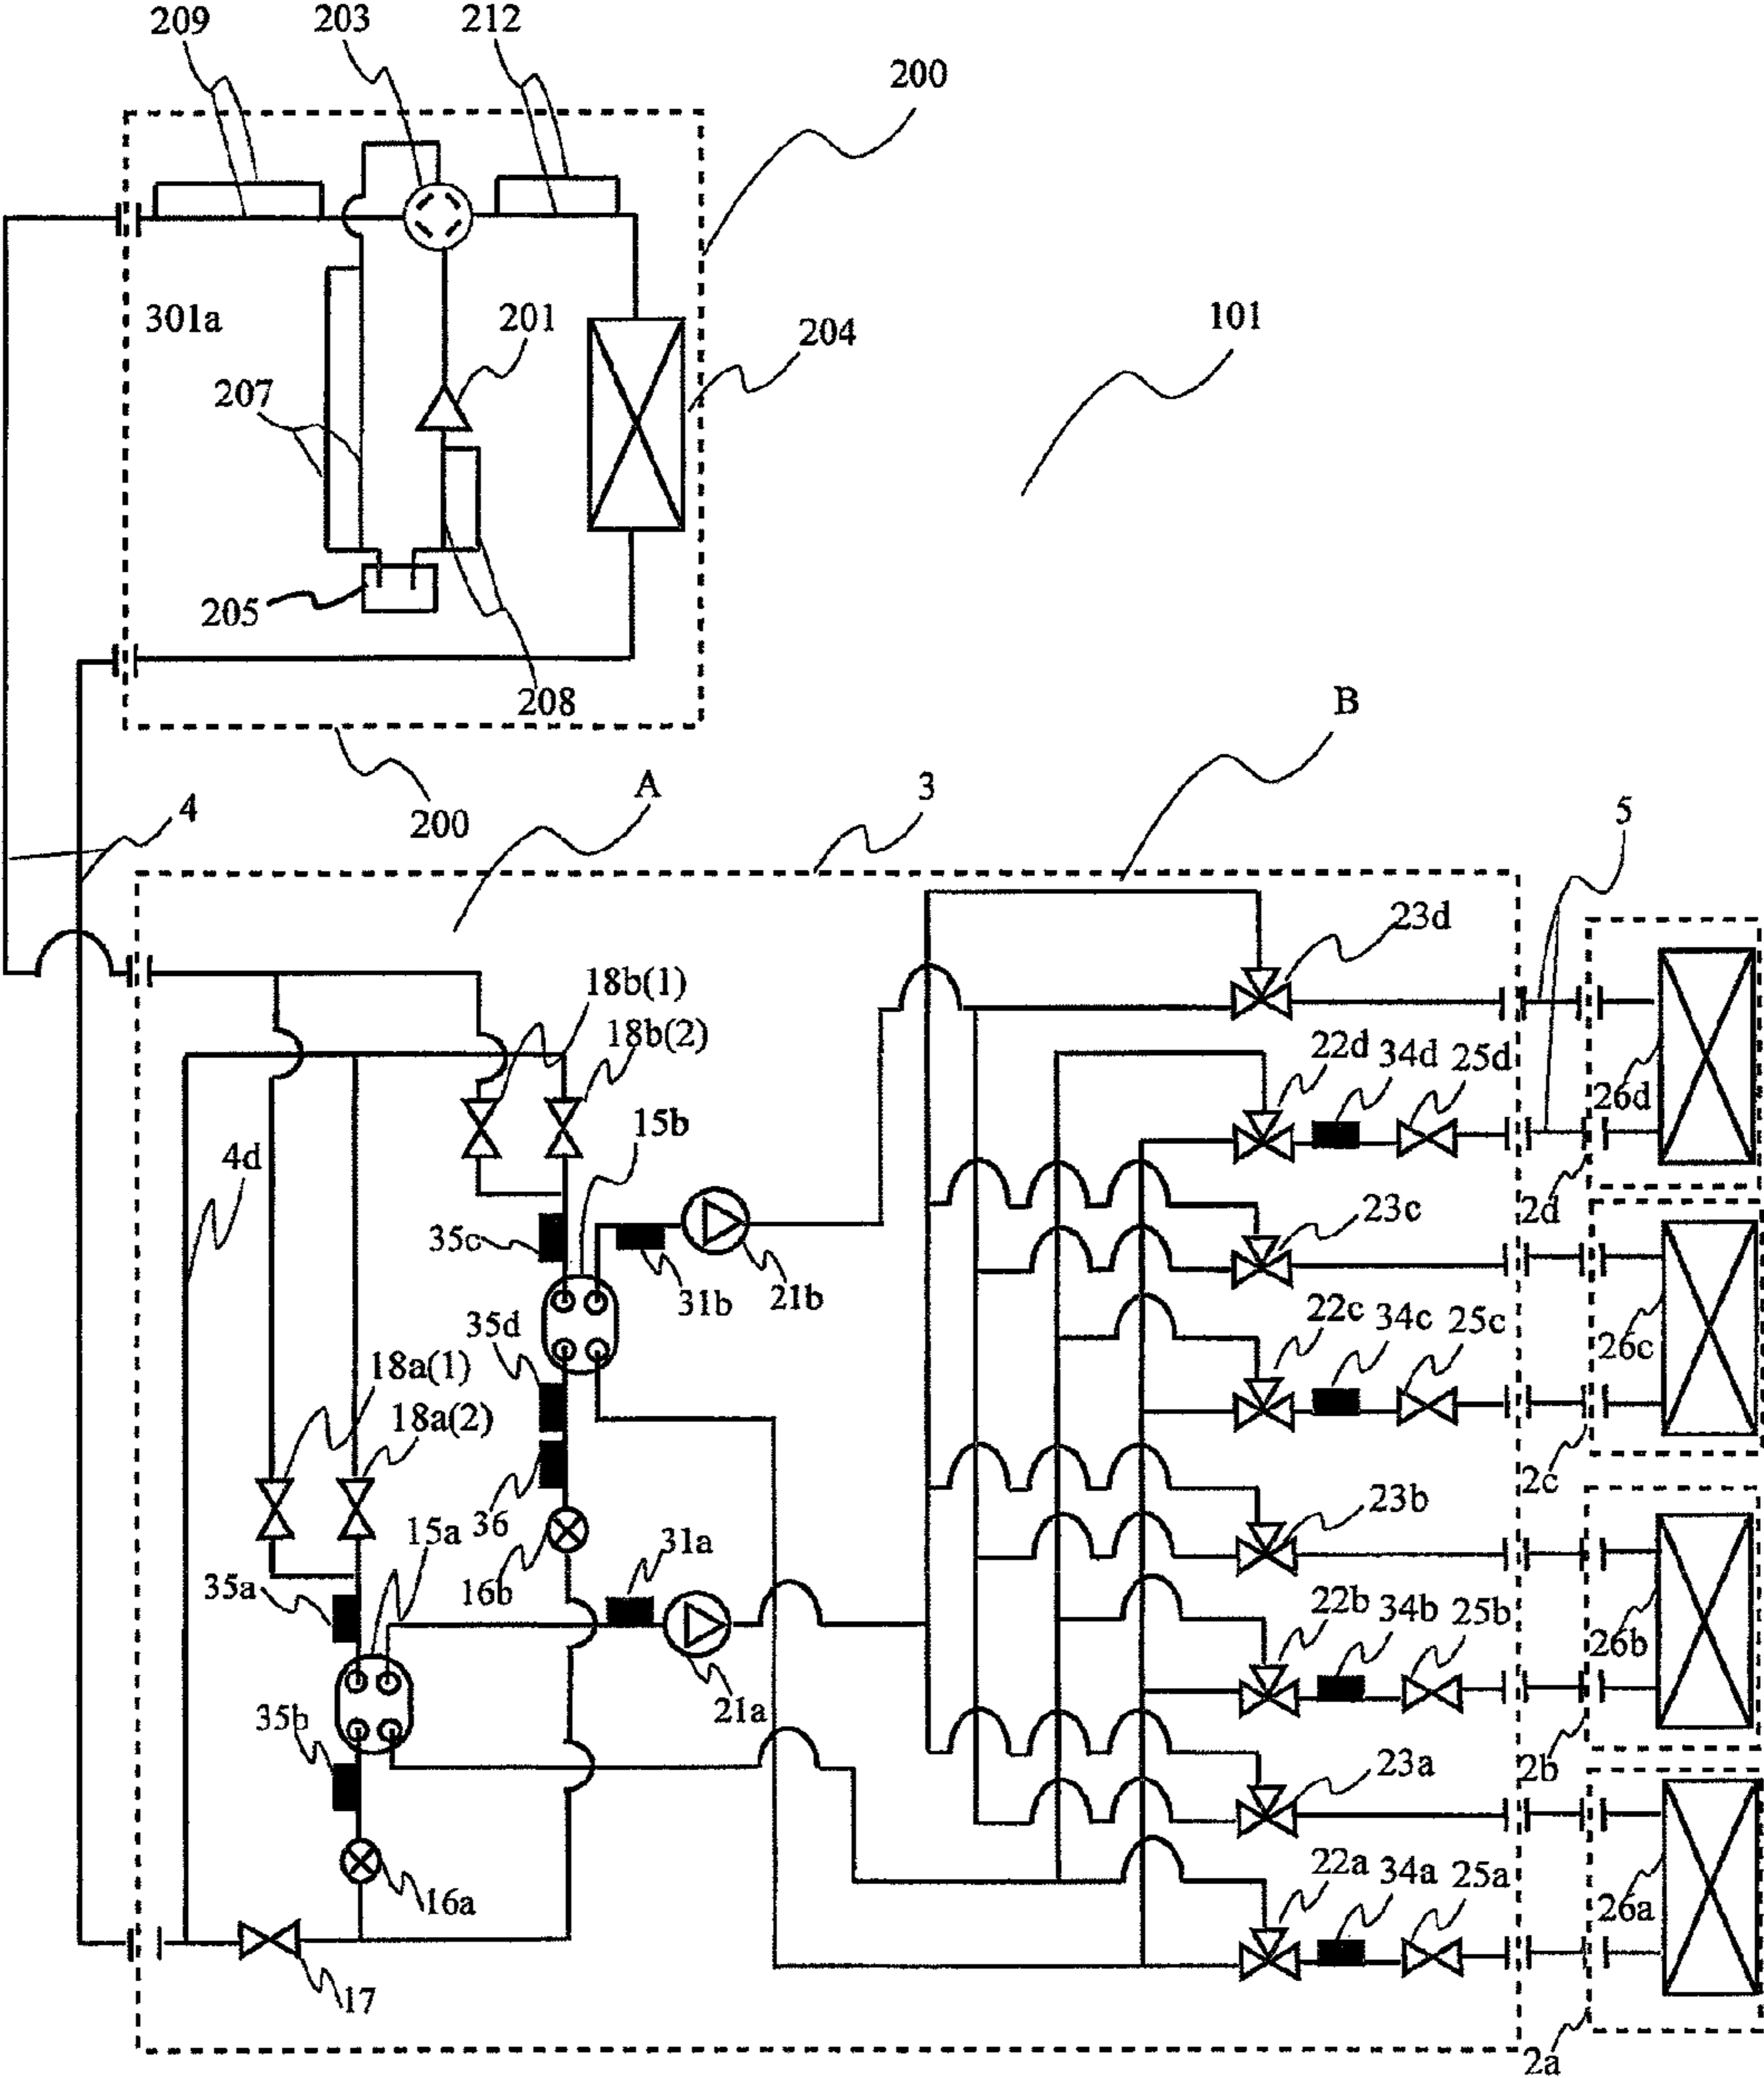 209 203 212
200
301a 201 101
204
207
205
208
200
4 A 3 B 5
23d
18b(1)
18b(2)
22d 34d 25d 26d
15b
4d
2d
35c 23c
31b 21b
35d 22c 34c 25c 26c
18a(1)
18a(2)
2c
36 23b
15a 31a
16b
35a 22b 34b 25b 26b
21a
35b
23a 2b
22a 34a 25a 26a
16a
17
2a